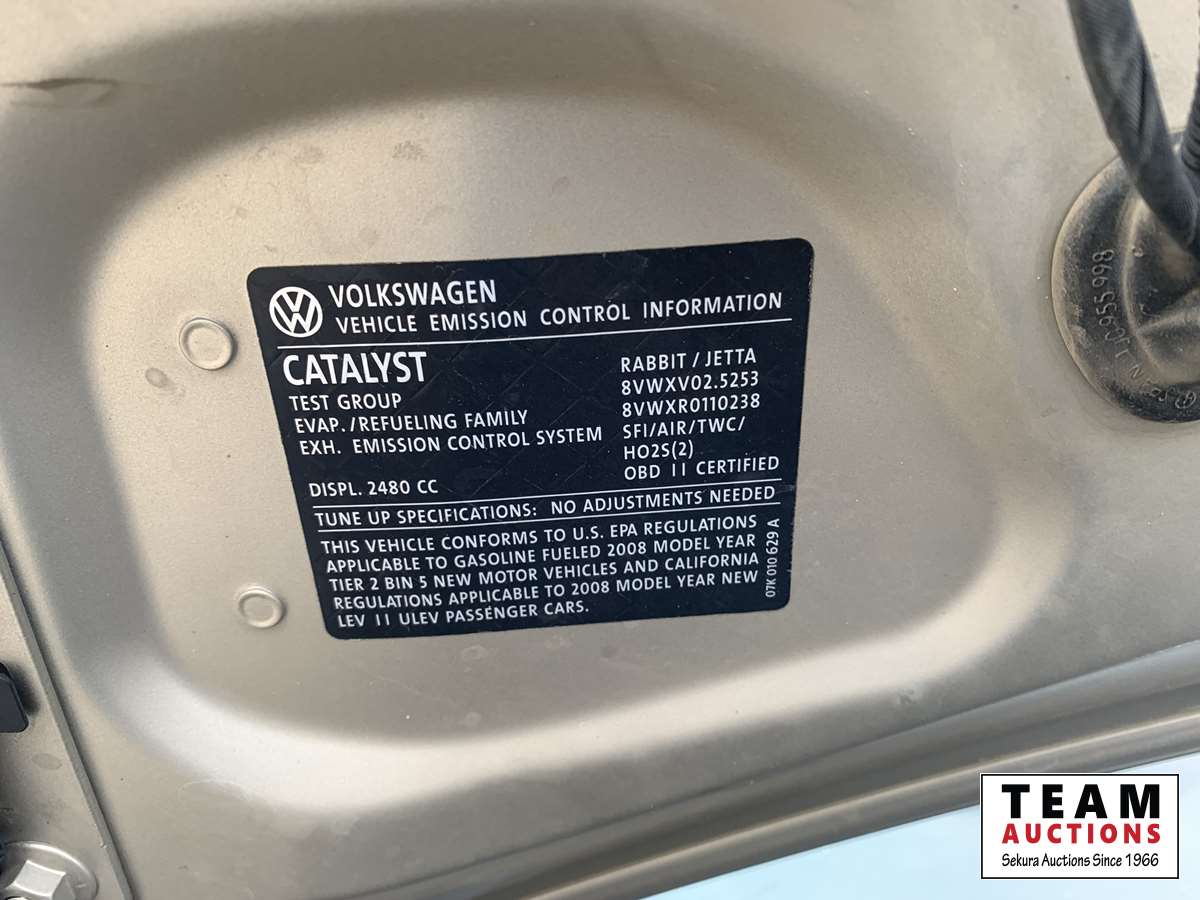 VOLKSWAGEN
VEHICLE EMISSION CONTROL INFORMATION
CATALYST
RABBIT / JETTA
TEST GROUP
8VWXV02.5253
EVAP./REFUELING FAMILY
8VWXR0110238
EXH. EMISSION CONTROL SYSTEM
SFI/AIR/TWC/
HO2S(2)
OBD II CERTIFIED
DISPL. 2480 CC
TUNE UP SPECIFICATIONS: NO ADJUSTMENTS NEEDED
THIS VEHICLE CONFORMS TO U.S. EPA REGULATIONS
APPLICABLE TO GASOLINE FUELED 2008 MODEL YEAR
TIER 2 BIN 5 NEW MOTOR VEHICLES AND CALIFORNIA
REGULATIONS APPLICABLE TO 2008 MODEL YEAR NEW
LEV II ULEV PASSENGER CARS.
07K 010 629 A
955 998
TEAM
AUCTIONS
Sekura Auctions Since 1966